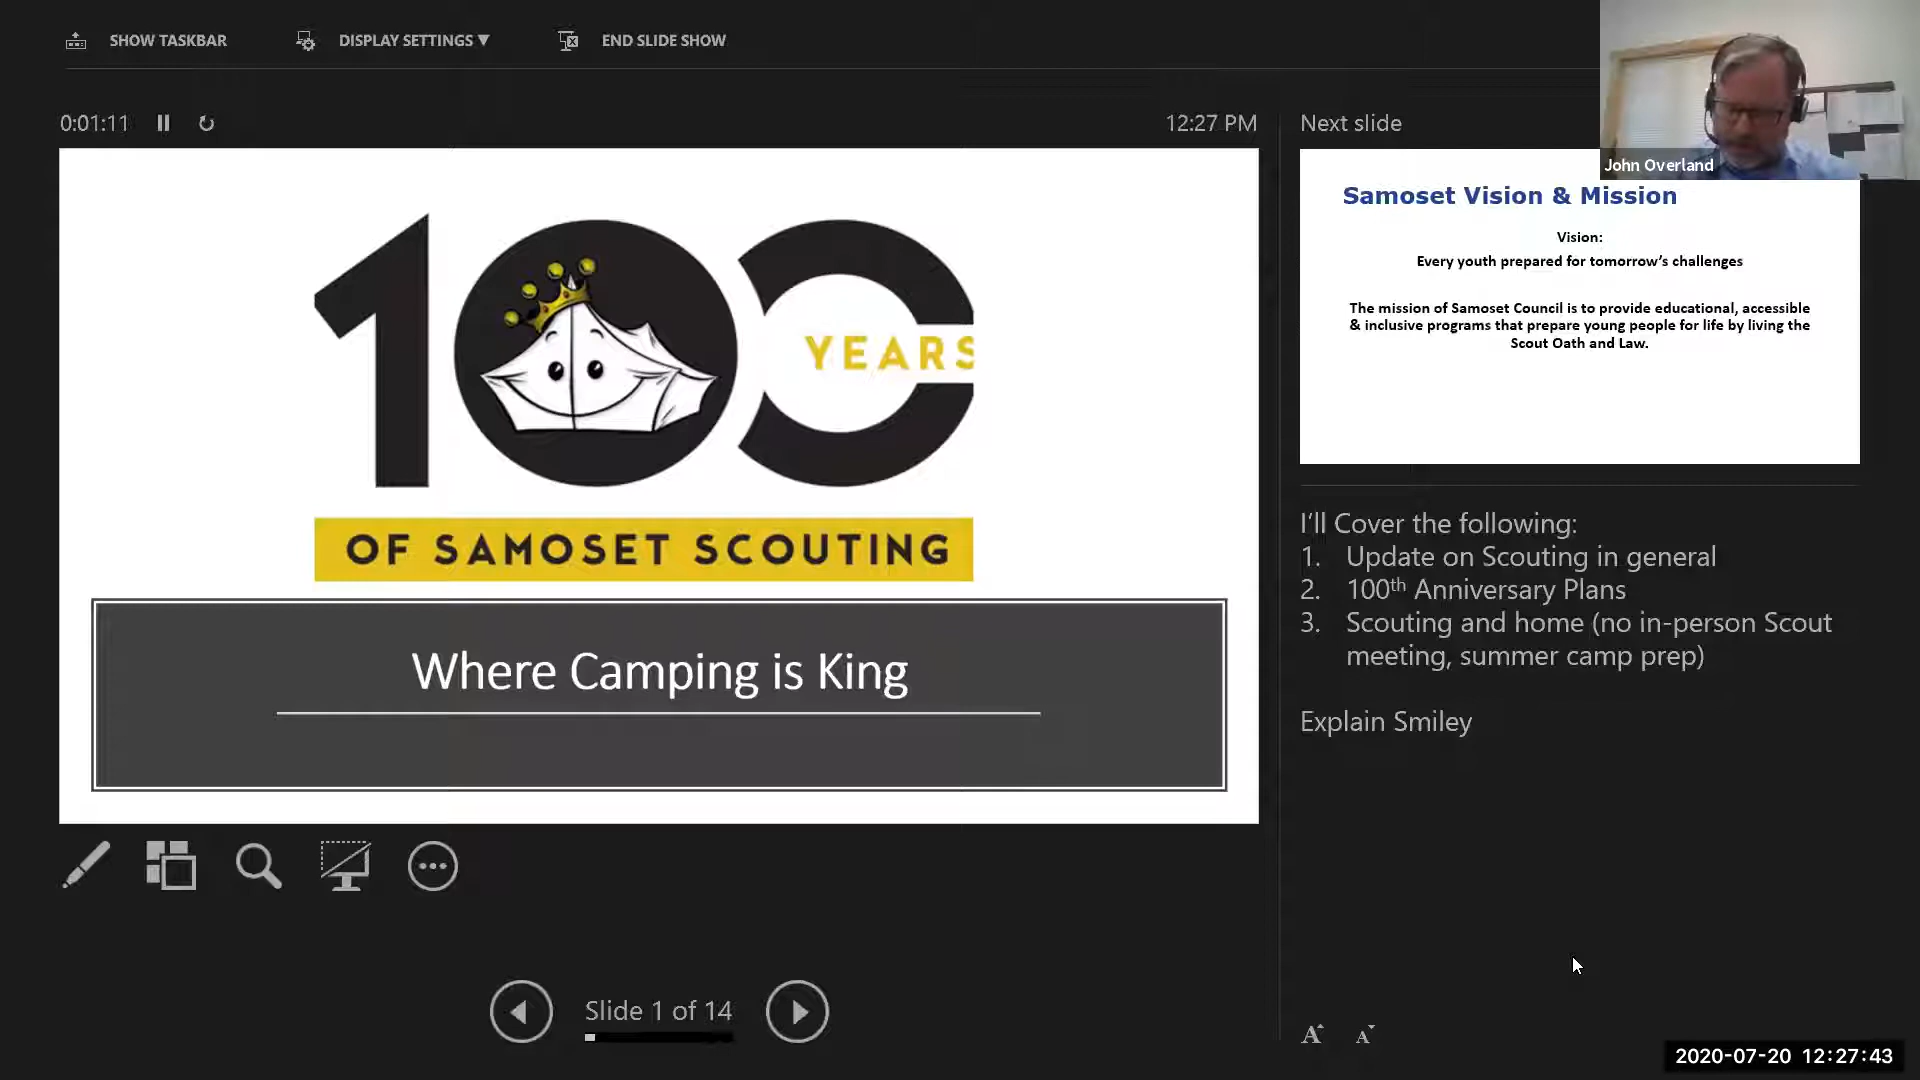 SHOW TASKBAR
DISPLAY SETTINGS ▼
END SLIDE SHOW
0:01:11
12:27 PM
Next slide
John Overland
100
YEARS
OF SAMOSET SCOUTING
Where Camping is King
Samoset Vision & Mission
Vision:
Every youth prepared for tomorrow's challenges
The mission of Samoset Council is to provide educational, accessible
& inclusive programs that prepare young people for life by living the
Scout Oath and Law.
I'll Cover the following:
1. Update on Scouting in general
2. 100th Anniversary Plans
3. Scouting and home (no in-person Scout
meeting, summer camp prep)
Explain Smiley
Slide 1 of 14
A A
2020-07-20 12:27:43